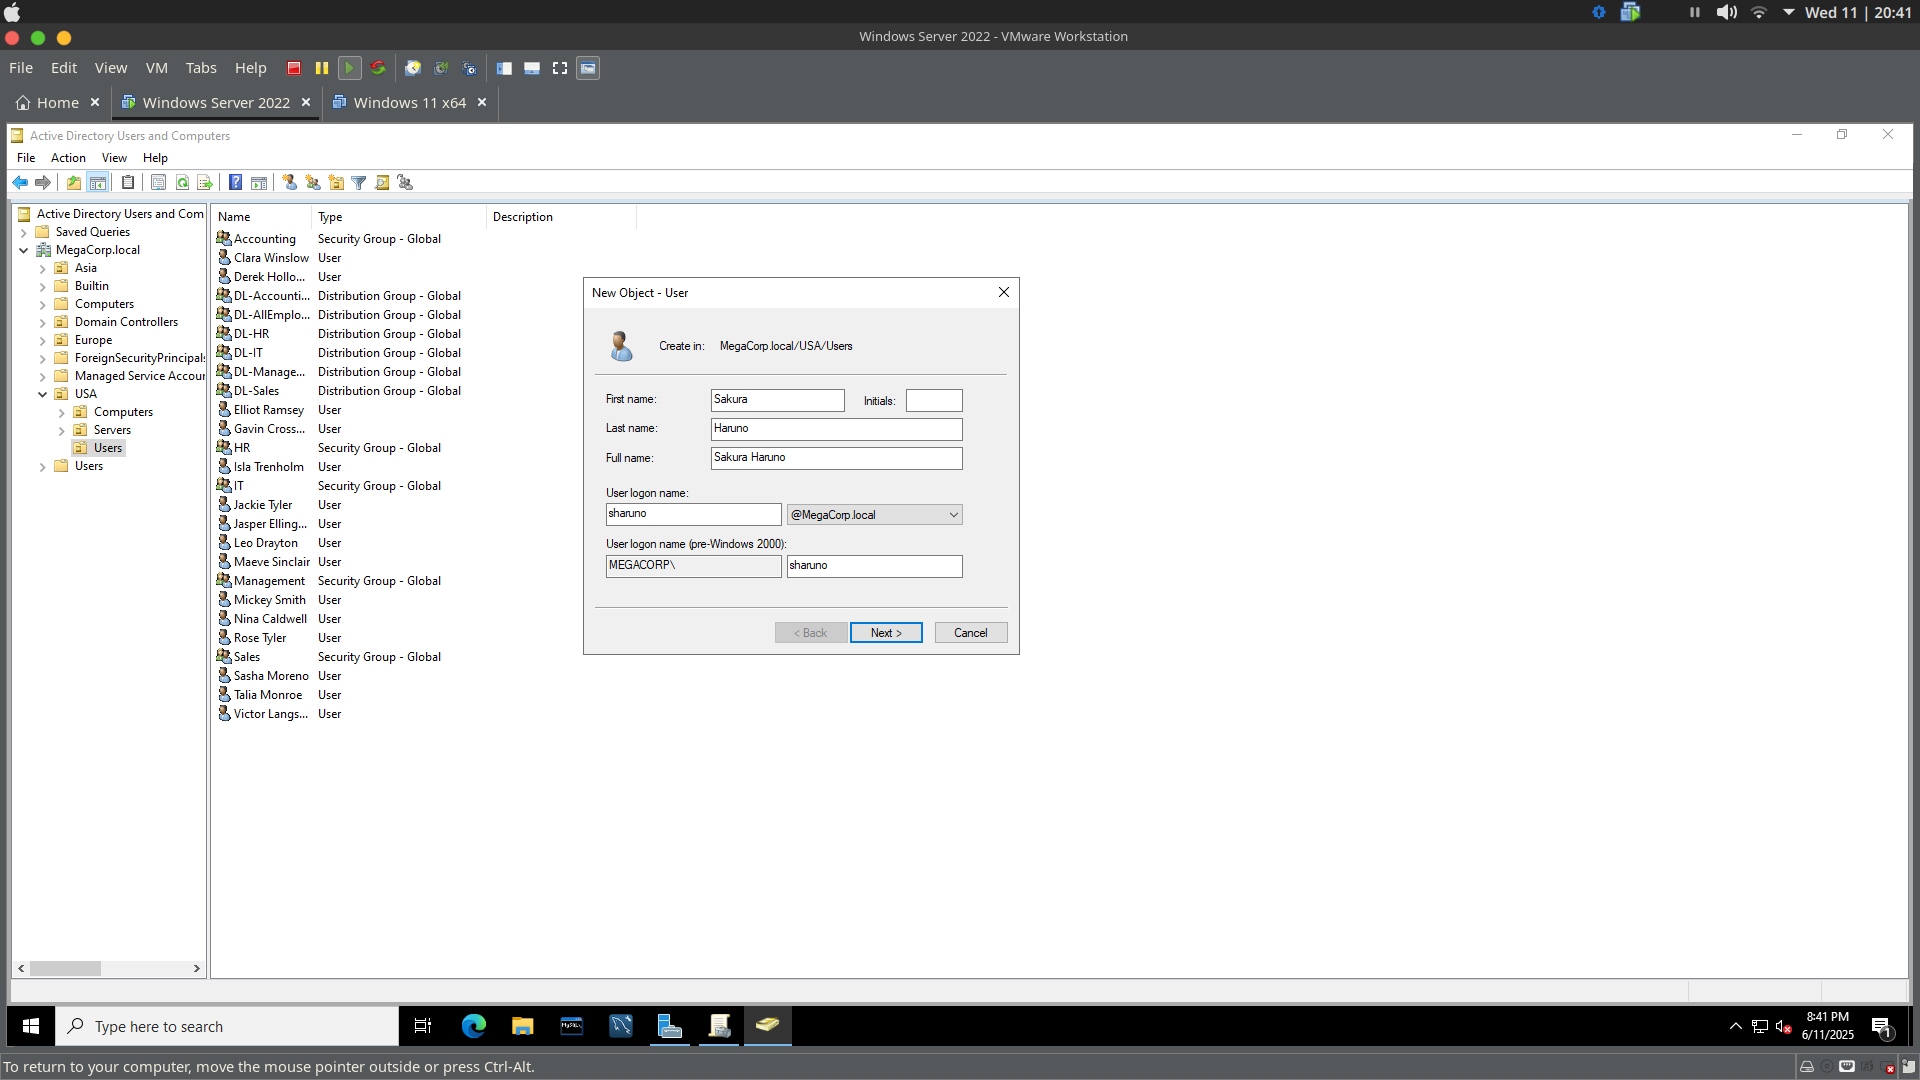 Wed 11 | 20:41
Windows Server 2022 - VMware Workstation
File Edit View VM Tabs Help
Home Windows Server 2022 Windows 11 x64
Active Directory Users and Computers
File Action View Help
Active Directory Users and Com
Saved Queries
MegaCorp.local
Asia
Builtin
Computers
Domain Controllers
Europe
ForeignSecurityPrincipals
Managed Service Accour
USA
Computers
Servers
Users
Users
Name Type Description
Accounting Security Group - Global
Clara Winslow User
Derek Hollo... User
DL-Accounti... Distribution Group - Global
DL-AllEmplo... Distribution Group - Global
DL-HR Distribution Group - Global
DL-IT Distribution Group - Global
DL-Manage... Distribution Group - Global
DL-Sales Distribution Group - Global
Elliot Ramsey User
Gavin Cross... User
HR Security Group - Global
Isla Trenholm User
IT Security Group - Global
Jackie Tyler User
Jasper Elling... User
Leo Drayton User
Maeve Sinclair User
Management Security Group - Global
Mickey Smith User
Nina Caldwell User
Rose Tyler User
Sales Security Group - Global
Sasha Moreno User
Talia Monroe User
Victor Langs... User
New Object - User
Create in: MegaCorp.local/USA/Users
First name: Sakura Initials:
Last name: Haruno
Full name: Sakura Haruno
User logon name:
sharuno @MegaCorp.local
User logon name (pre-Windows 2000):
MEGACORP\ sharuno
< Back Next > Cancel
Type here to search
MySQL
8:41 PM
6/11/2025
1
To return to your computer, move the mouse pointer outside or press Ctrl-Alt.